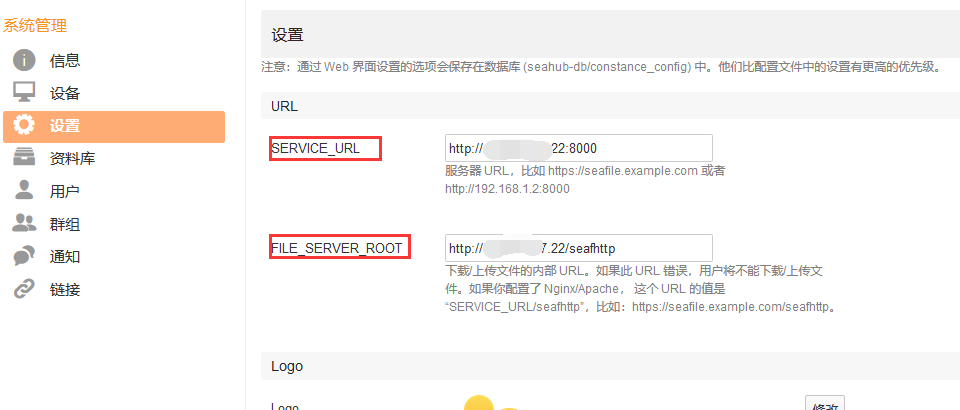 系统管理
信息
设备
设置
资料库
用户
群组
通知
链接
设置
注意：通过 Web 界面设置的选项会保存在数据库 (seahub-db/constance_config) 中。他们比配置文件中的设置有更高的优先级。
URL
SERVICE_URL
http:// 22:8000
服务器 URL，比如 https://seafile.example.com 或者
http://192.168.1.2:8000
FILE_SERVER_ROOT
http:// 7.22/seafhttp
下载/上传文件的内部 URL。如果此 URL 错误，用户将不能下载/上传文
件。如果你配置了 Nginx/Apache， 这个 URL 的值是
“SERVICE_URL/seafhttp”，比如：https://seafile.example.com/seafhttp。
Logo
Logo
修改